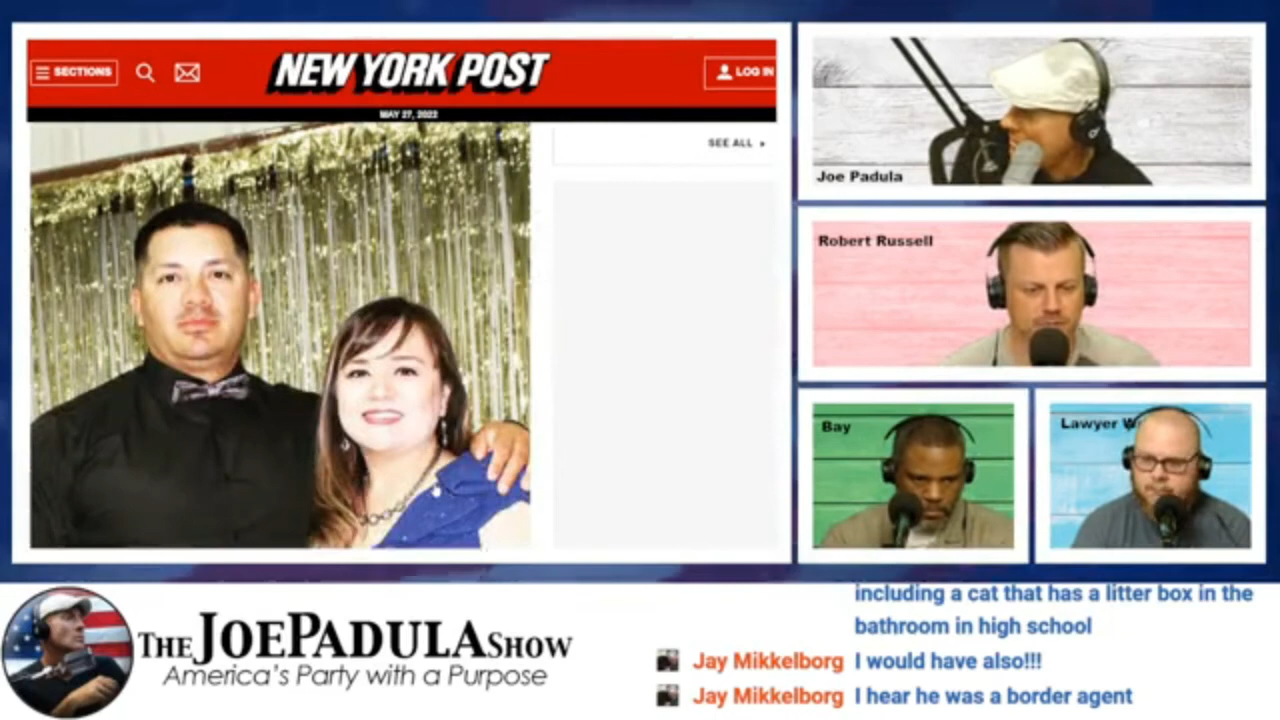 SECTIONS
NEW YORK POST
LOG IN
MAY 27, 2022
SEE ALL
Joe Padula
Robert Russell
Bay
Lawyer
THE JOEPADULA SHOW
America's Party with a Purpose
including a cat that has a litter box in the
bathroom in high school
Jay Mikkelborg I would have also!!!
Jay Mikkelborg I hear he was a border agent